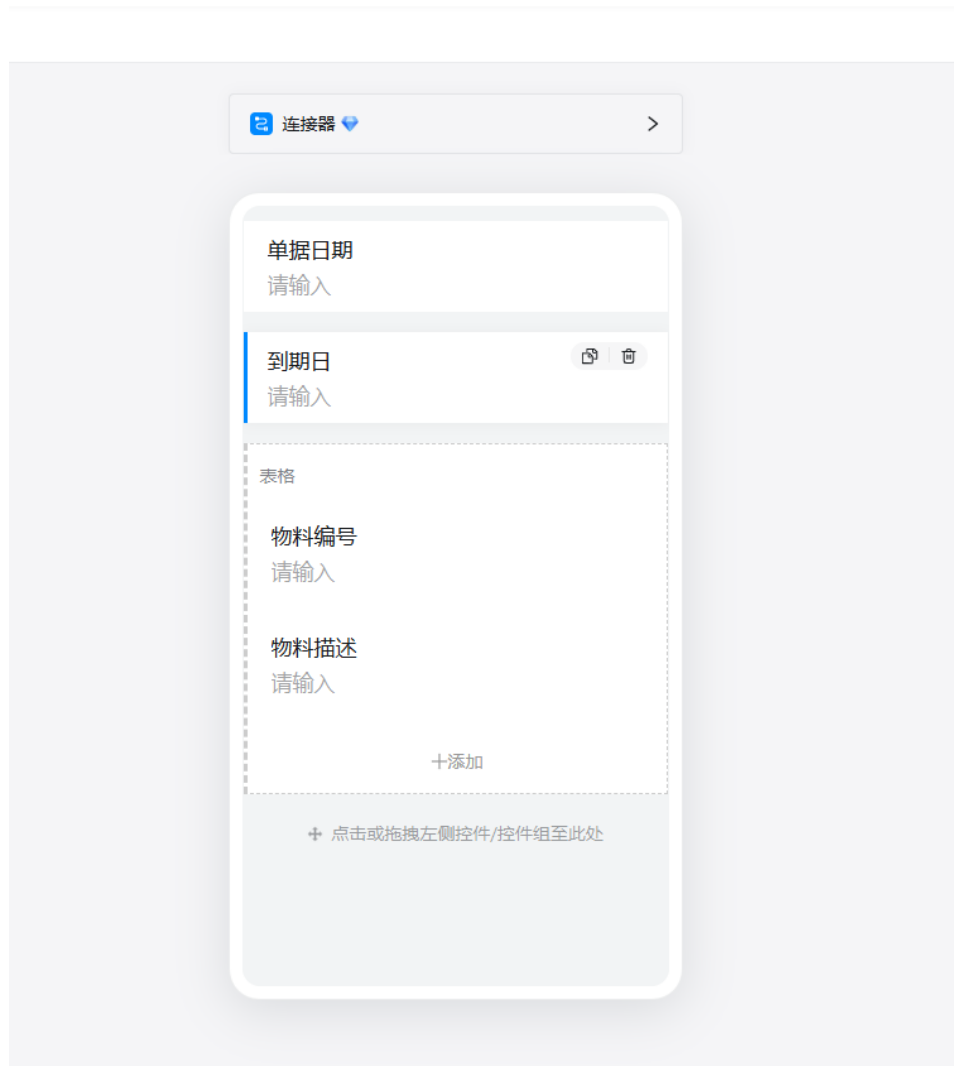 连接器
单据日期
请输入
到期日
请输入
表格
物料编号
请输入
物料描述
请输入
+添加
点击或拖拽左侧控件/控件组至此处